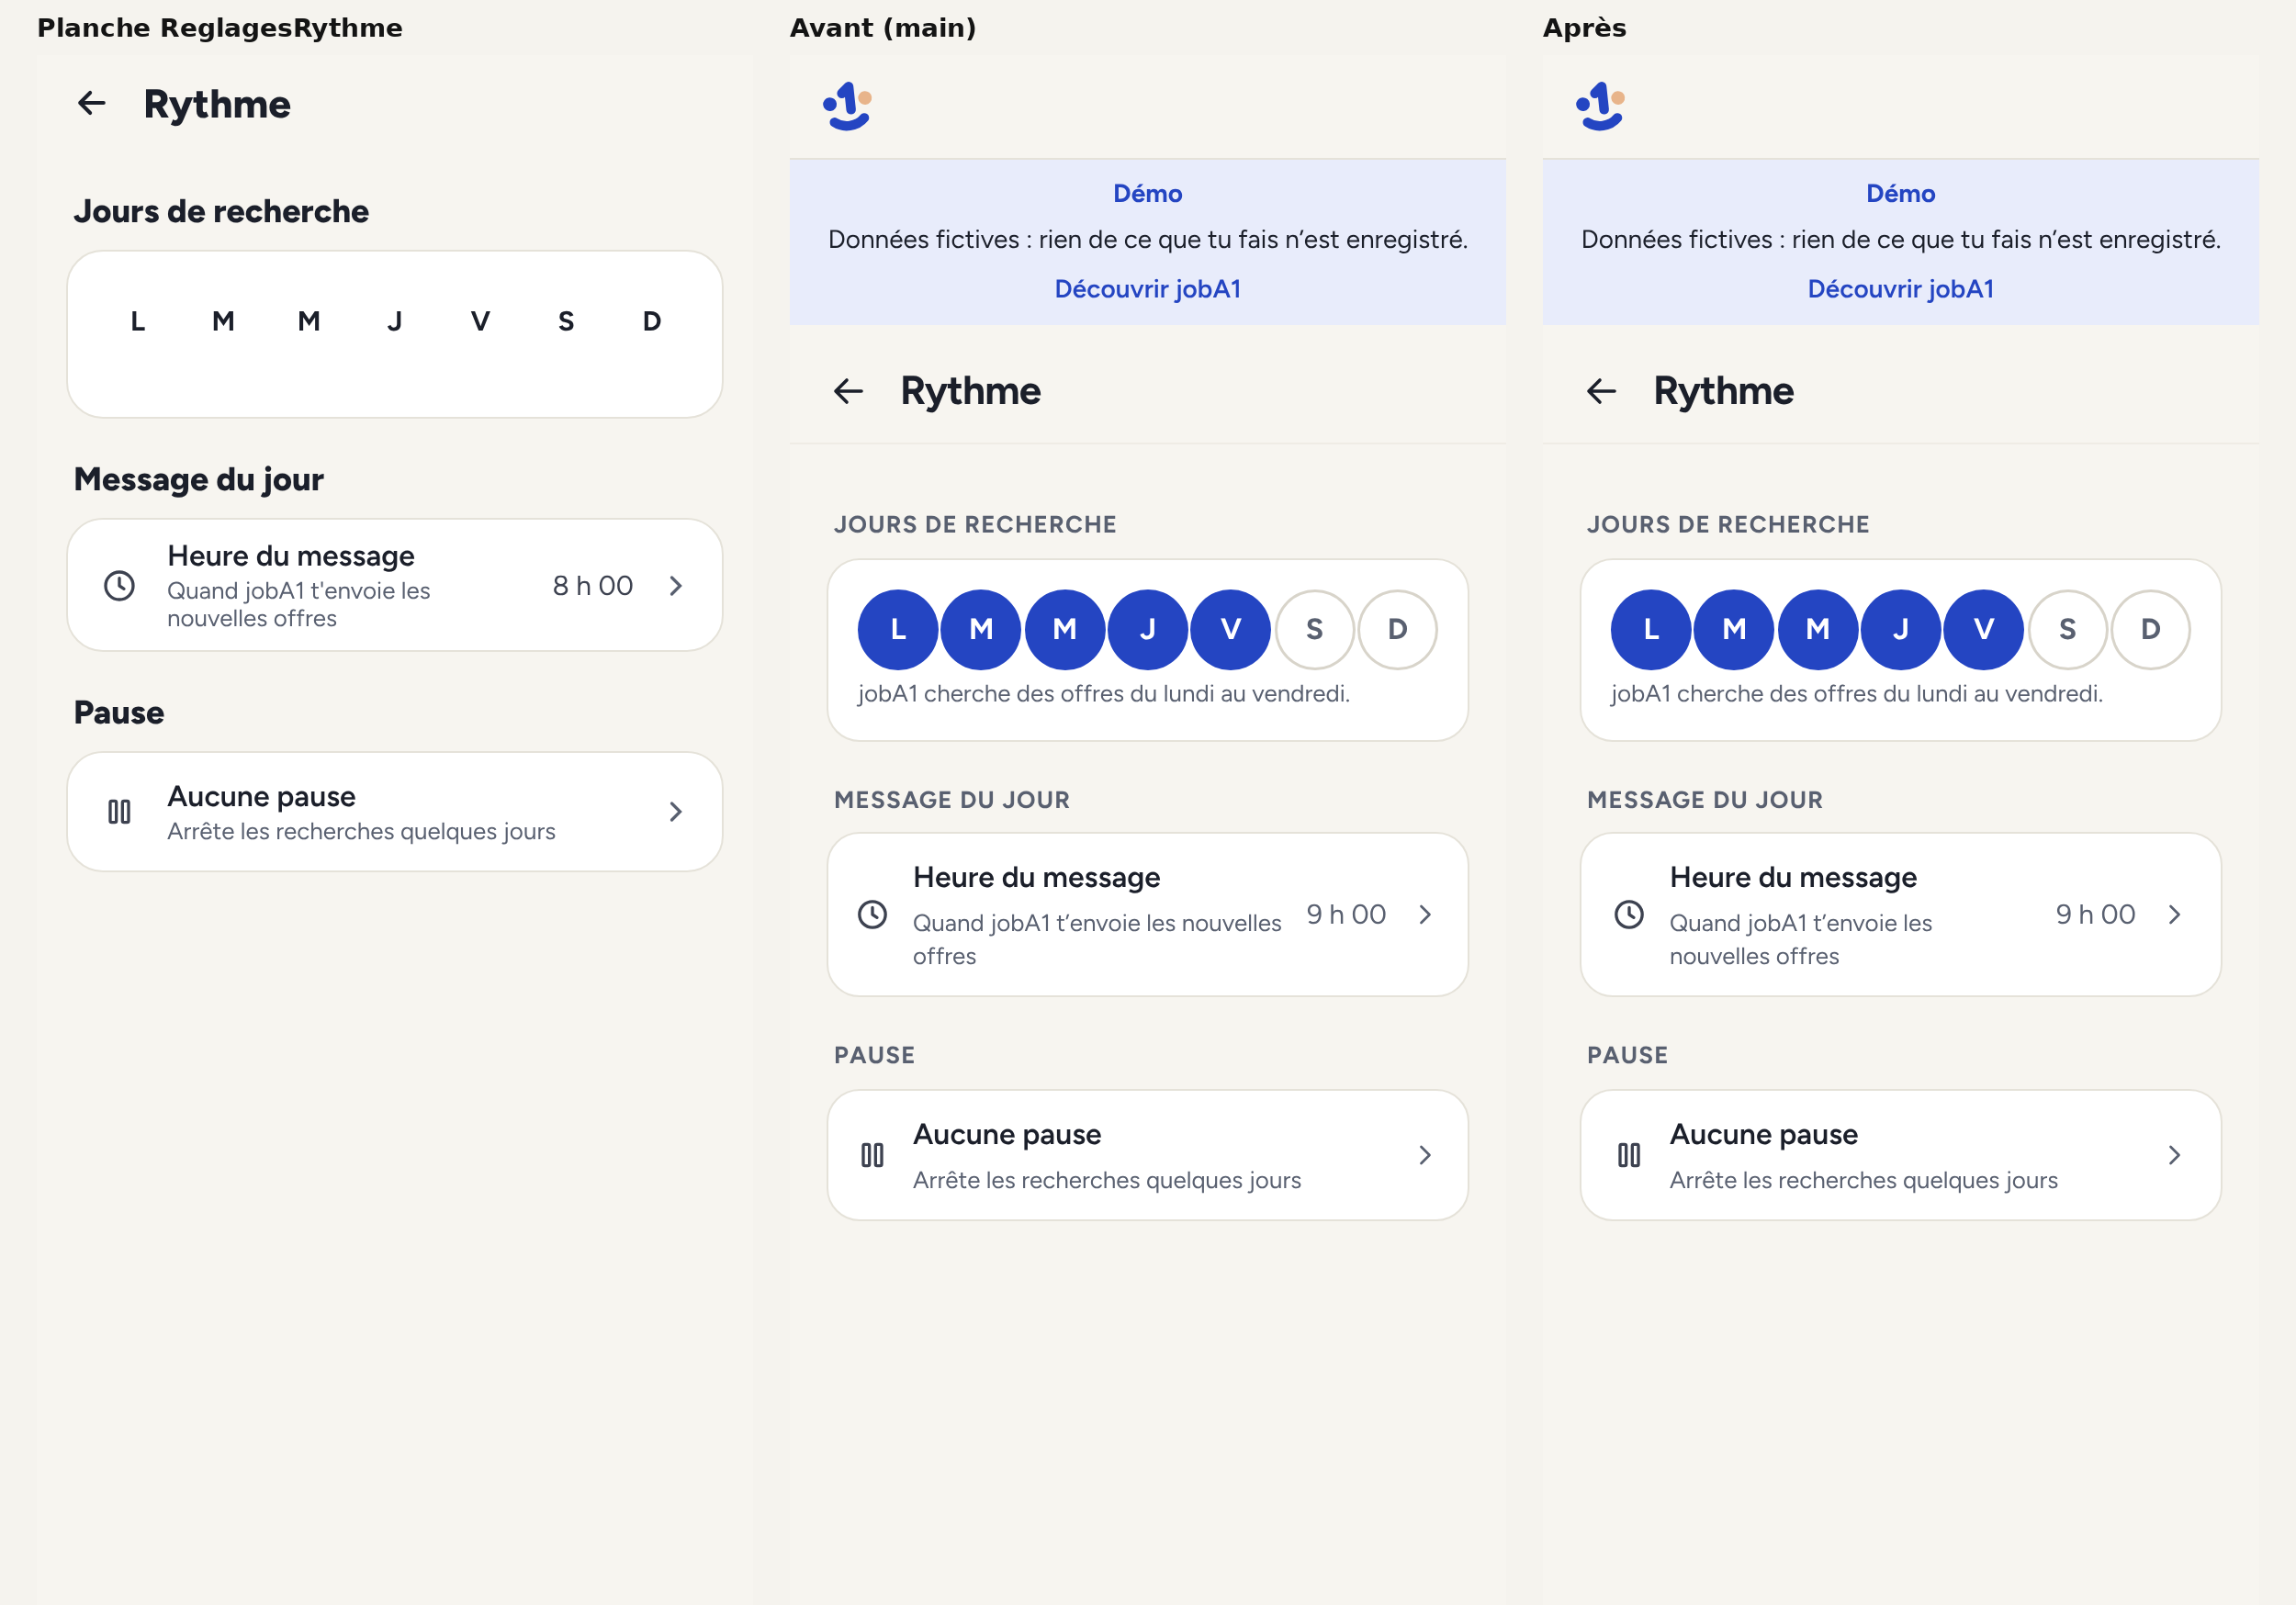 Planche ReglagesRythme
Rythme
Jours de recherche
L M M J V S D
Message du jour
Heure du message
Quand jobA1 t'envoie les
nouvelles offres
8 h 00
Pause
Aucune pause
Arrête les recherches quelques jours
Avant (main)
Démo
Données fictives : rien de ce que tu fais n’est enregistré.
Découvrir jobA1
Rythme
JOURS DE RECHERCHE
L M M J V S D
jobA1 cherche des offres du lundi au vendredi.
MESSAGE DU JOUR
Heure du message
Quand jobA1 t’envoie les nouvelles
offres
9 h 00
PAUSE
Aucune pause
Arrête les recherches quelques jours
Après
Démo
Données fictives : rien de ce que tu fais n’est enregistré.
Découvrir jobA1
Rythme
JOURS DE RECHERCHE
L M M J V S D
jobA1 cherche des offres du lundi au vendredi.
MESSAGE DU JOUR
Heure du message
Quand jobA1 t’envoie les
nouvelles offres
9 h 00
PAUSE
Aucune pause
Arrête les recherches quelques jours